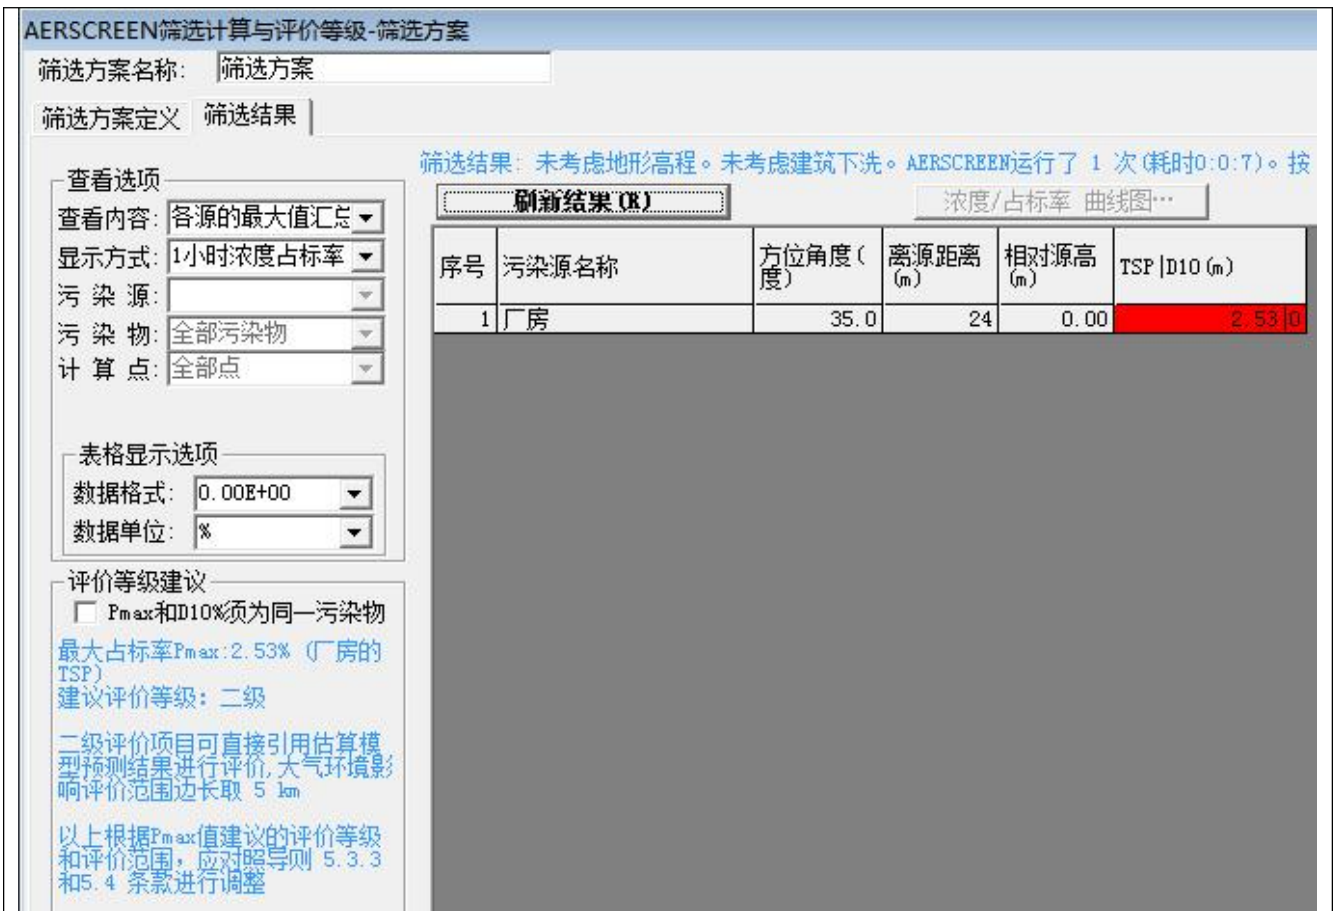 AERSCREEN筛选计算与评价等级-筛选方案
筛选方案名称: 筛选方案
筛选方案定义 筛选结果
筛选结果: 未考虑地形高程。未考虑建筑下洗。AERSCREEN运行了 1 次(耗时0:0:7)。按
刷新结果(R) 浓度/占标率 曲线图…
查看选项
查看内容: 各源的最大值汇总
显示方式: 1小时浓度占标率
污 染 源:
污 染 物: 全部污染物
计 算 点: 全部点
表格显示选项
数据格式: 0.00E+00
数据单位: %
评价等级建议
Pmax和D10%须为同一污染物
最大占标率Pmax:2.53% (厂房的
TSP)
建议评价等级: 二级
二级评价项目可直接引用估算模
型预测结果进行评价,大气环境影
响评价范围边长取 5 km
以上根据Pmax值建议的评价等级
和评价范围,应对照导则 5.3.3
和5.4 条款进行调整
序号 污染源名称 方位角度(度) 离源距离(m) 相对源高(m) TSP|D10(m)
1 厂房 35.0 24 0.00 2.53|0